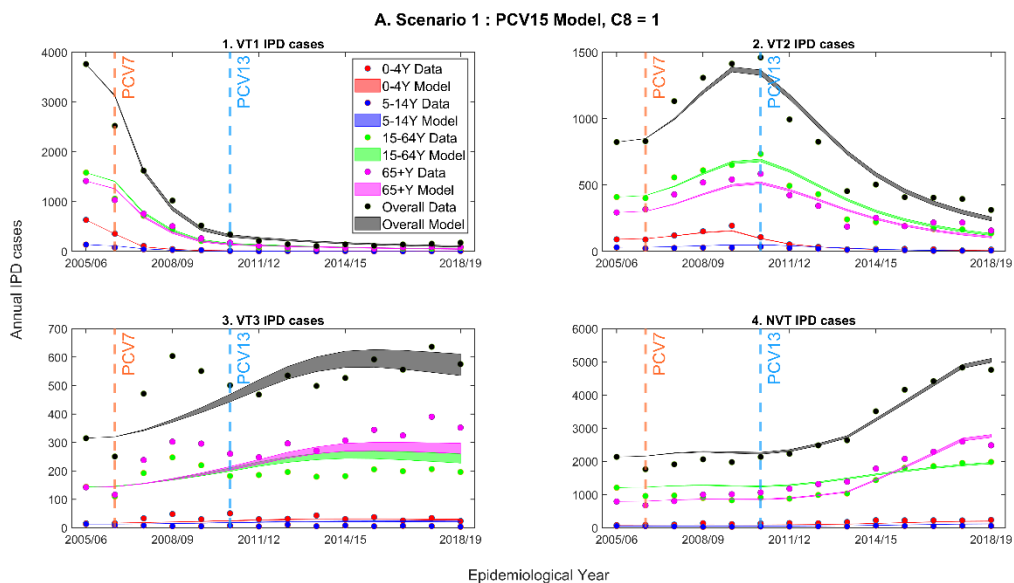 A. Scenario 1 : PCV15 Model, C8 = 1
Annual IPD cases
1. VT1 IPD cases
4000
3000
2000
1000
0
2005/06 2008/09 2011/12 2014/15 2018/19
PCV7
PCV13
0-4Y Data
0-4Y Model
5-14Y Data
5-14Y Model
15-64Y Data
15-64Y Model
65+Y Data
65+Y Model
Overall Data
Overall Model
2. VT2 IPD cases
1500
1000
500
0
2005/06 2008/09 2011/12 2014/15 2018/19
PCV7
PCV13
3. VT3 IPD cases
700
600
500
400
300
200
100
0
2005/06 2008/09 2011/12 2014/15 2018/19
PCV7
PCV13
4. NVT IPD cases
6000
5000
4000
3000
2000
1000
0
2005/06 2008/09 2011/12 2014/15 2018/19
PCV7
PCV13
Epidemiological Year